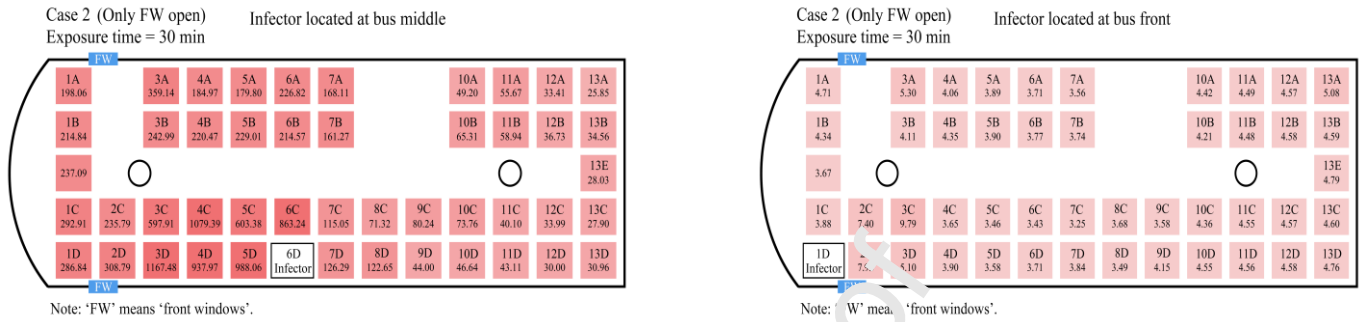 Case 2 (Only FW open)
Exposure time = 30 min
Infector located at bus middle
FW
1A 3A 4A 5A 6A 7A 10A 11A 12A 13A
198.06 359.14 184.97 179.80 226.82 168.11 49.20 55.67 33.41 25.85
1B 3B 4B 5B 6B 7B 10B 11B 12B 13B
214.84 242.99 220.47 229.01 214.57 161.27 65.31 58.94 36.73 34.56
237.09 13E
28.03
1C 2C 3C 4C 5C 6C 7C 8C 9C 10C 11C 12C 13C
292.91 235.79 597.91 1079.39 603.38 863.24 115.05 71.32 80.24 73.76 40.10 33.99 27.90
1D 2D 3D 4D 5D 6D 7D 8D 9D 10D 11D 12D 13D
286.84 308.79 1167.48 937.97 988.06 Infector 126.29 122.65 44.00 46.64 43.11 30.00 30.96
FW
Note: ‘FW’ means ‘front windows’.
Case 2 (Only FW open)
Exposure time = 30 min
Infector located at bus front
FW
1A 3A 4A 5A 6A 7A 10A 11A 12A 13A
4.71 5.30 4.06 3.89 3.71 3.56 4.42 4.49 4.57 5.08
1B 3B 4B 5B 6B 7B 10B 11B 12B 13B
4.34 4.11 4.35 3.90 3.77 3.74 4.21 4.48 4.58 4.59
3.67 13E
4.79
1C 2C 3C 4C 5C 6C 7C 8C 9C 10C 11C 12C 13C
3.88 7.40 9.79 3.65 3.46 3.43 3.25 3.68 3.58 4.36 4.55 4.57 4.60
1D 3D 4D 5D 6D 7D 8D 9D 10D 11D 12D 13D
Infector 3.90 3.58 3.71 3.84 3.49 4.15 4.55 4.56 4.58 4.76
FW
Note: means ‘front windows’.
of